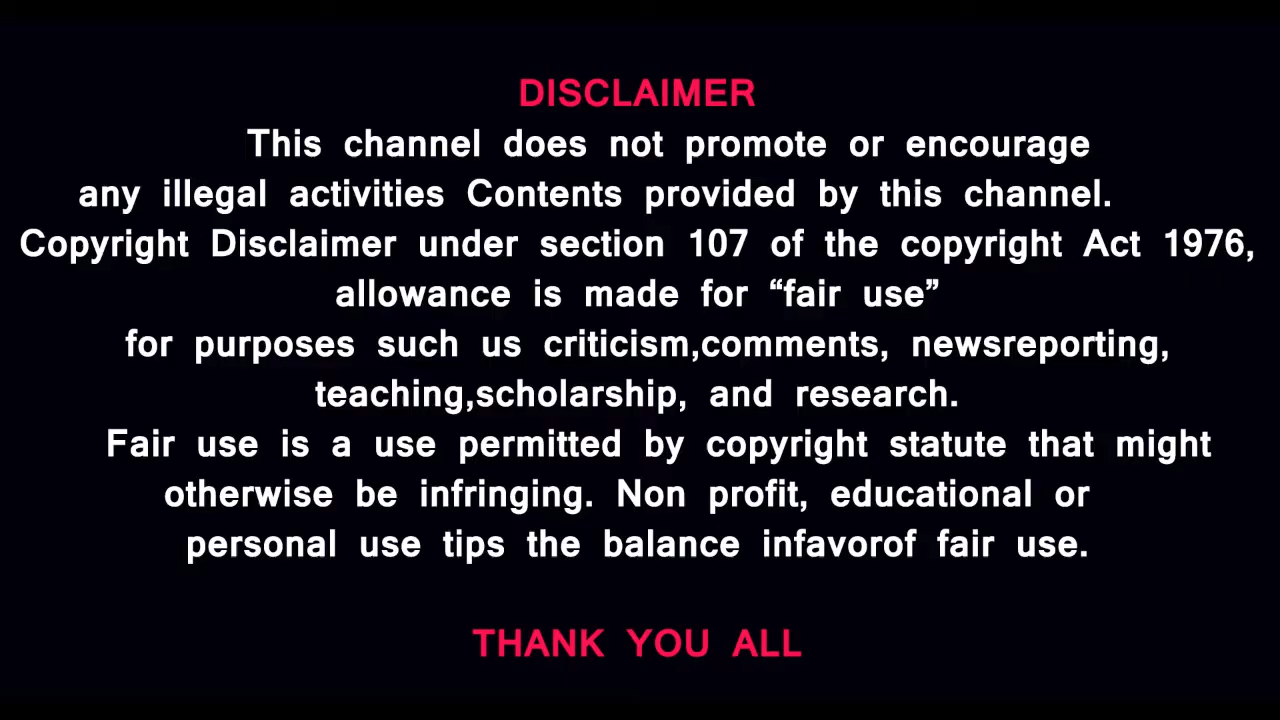 DISCLAIMER
This channel does not promote or encourage
any illegal activities Contents provided by this channel.
Copyright Disclaimer under section 107 of the copyright Act 1976,
allowance is made for “fair use”
for purposes such us criticism,comments, newsreporting,
teaching,scholarship, and research.
Fair use is a use permitted by copyright statute that might
otherwise be infringing. Non profit, educational or
personal use tips the balance infavorof fair use.
THANK YOU ALL